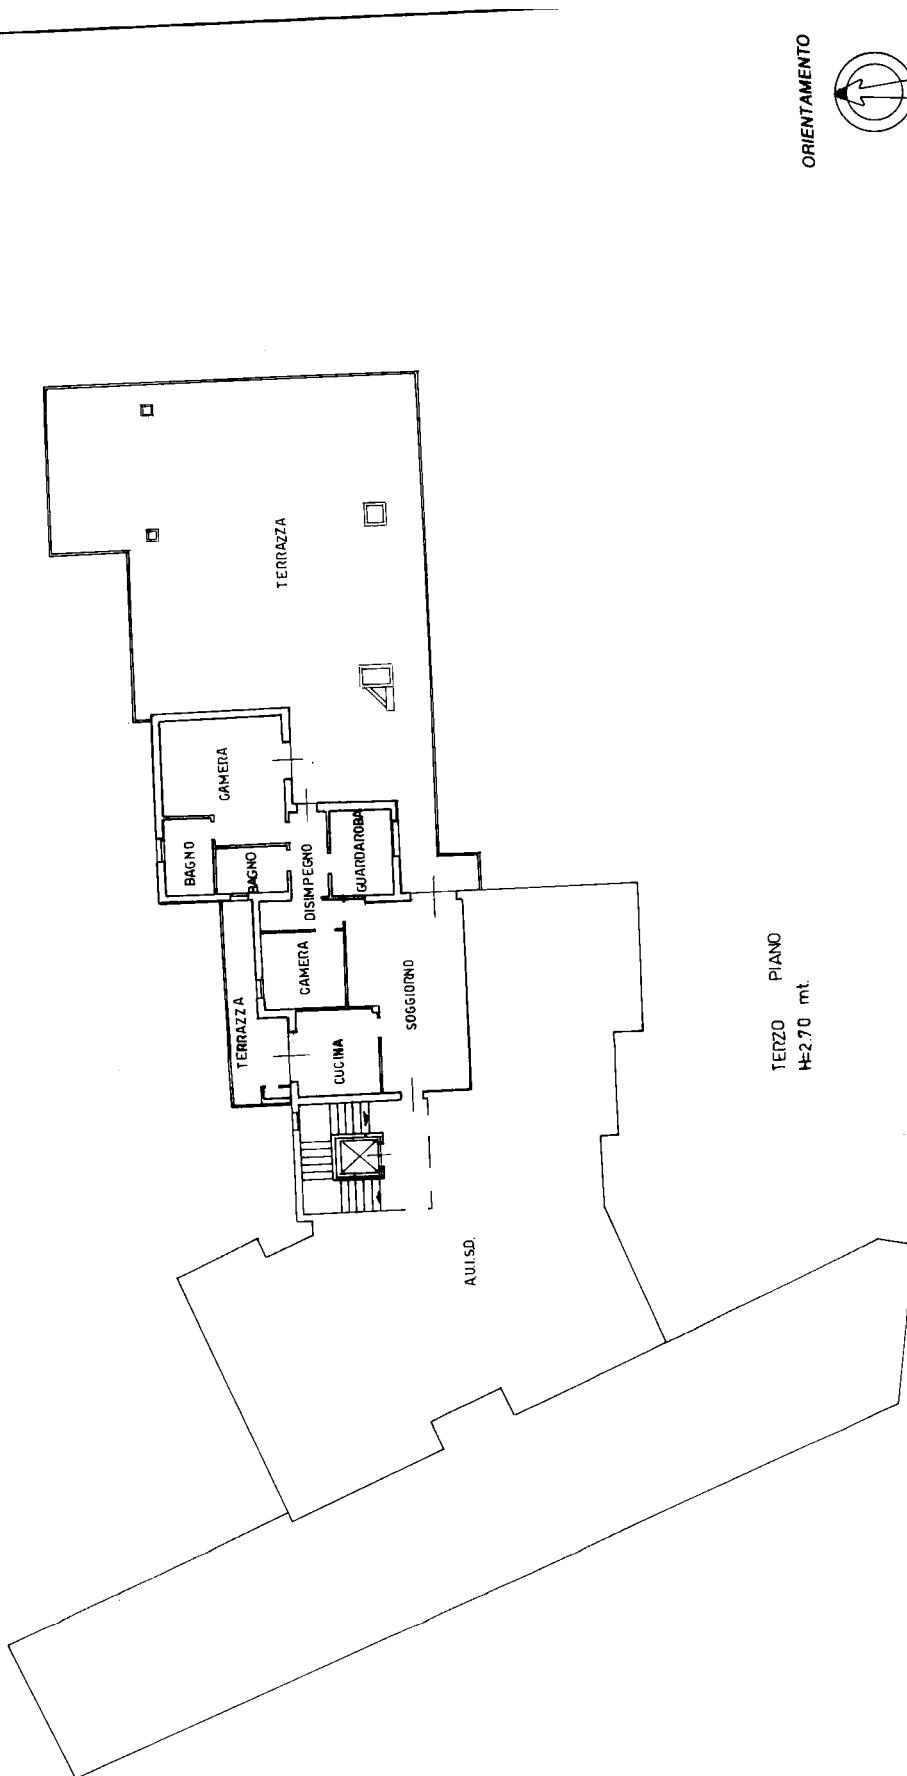 ORIENTAMENTO
TERRAZZA
CAMERA
BAGNO
BAGNO
DISIMPEGNO
GUARDAROBA
TERRAZZA
CAMERA
SOGGIORNO
CUCINA
A.U.I.S.D.
TERZO PIANO
H=2.70 mt.